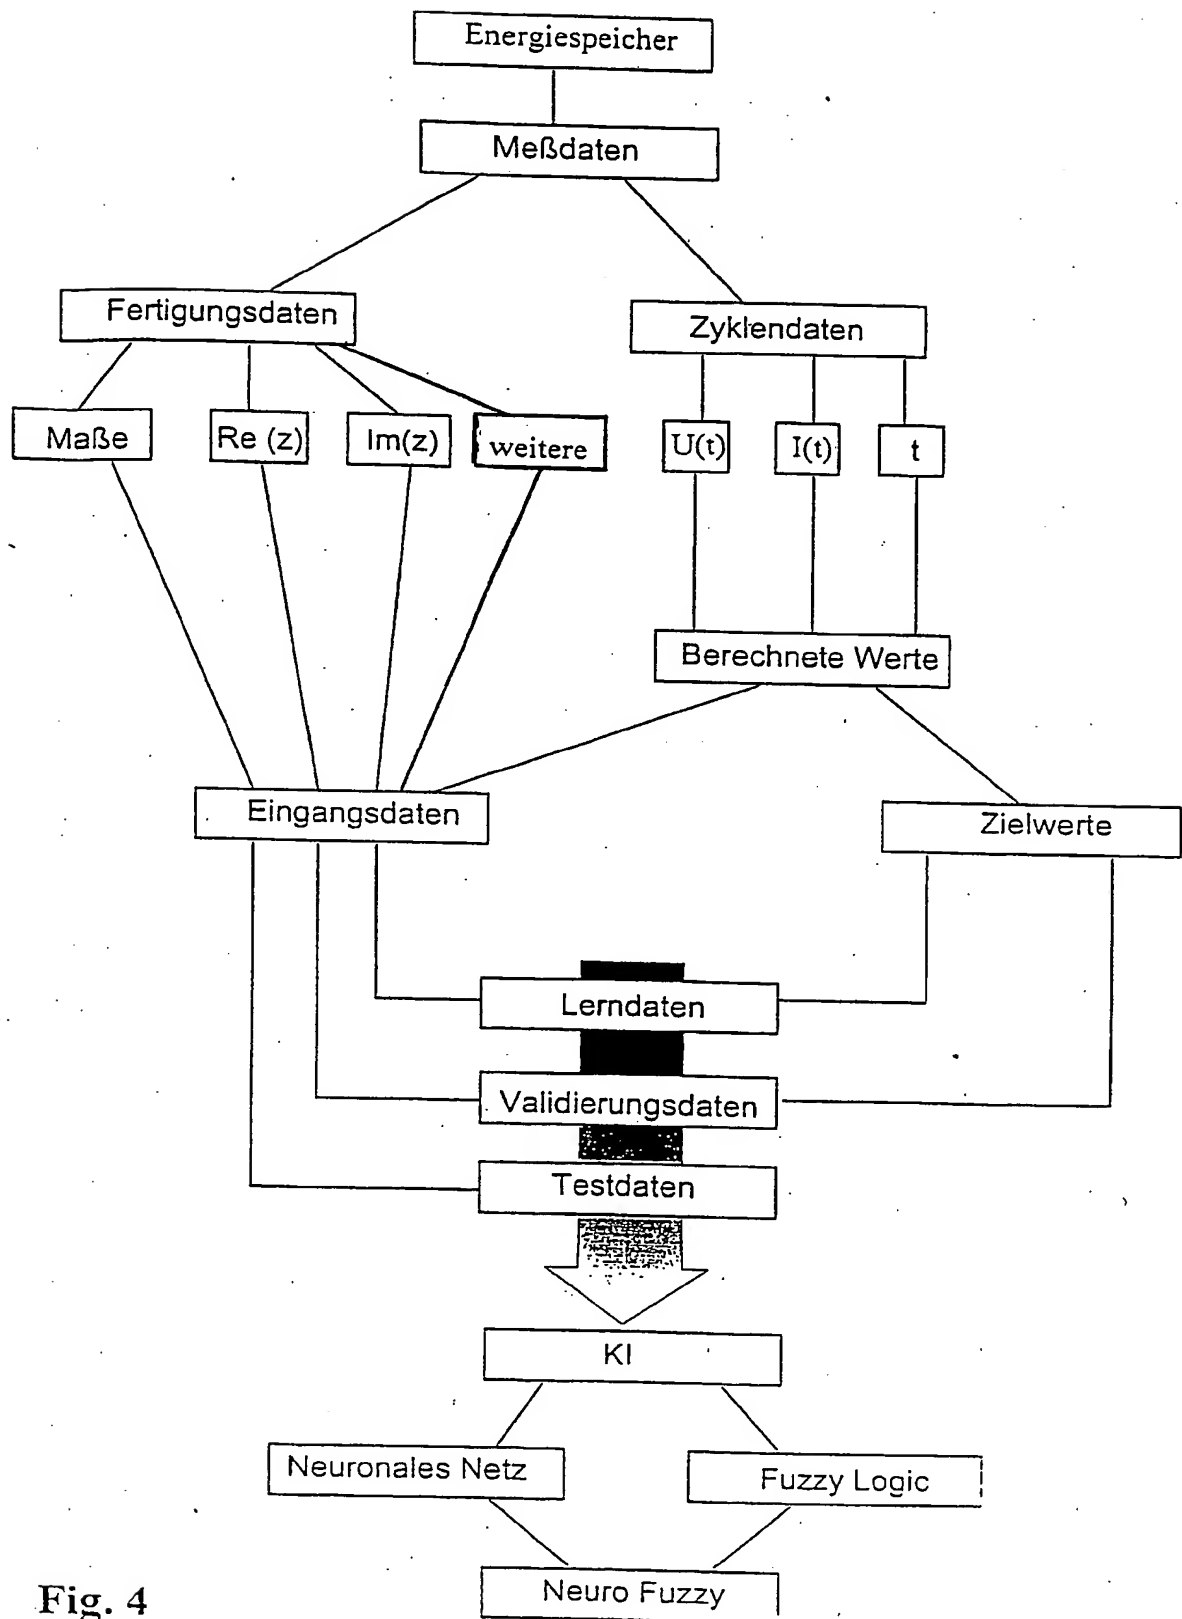 Energiespeicher
Meßdaten
Fertigungsdaten
Zyklendaten
Maße
Re (z)
Im(z)
weitere
U(t)
I(t)
t
Berechnete Werte
Eingangsdaten
Zielwerte
Lerndaten
Validierungsdaten
Testdaten
KI
Neuronales Netz
Fuzzy Logic
Neuro Fuzzy
Fig. 4